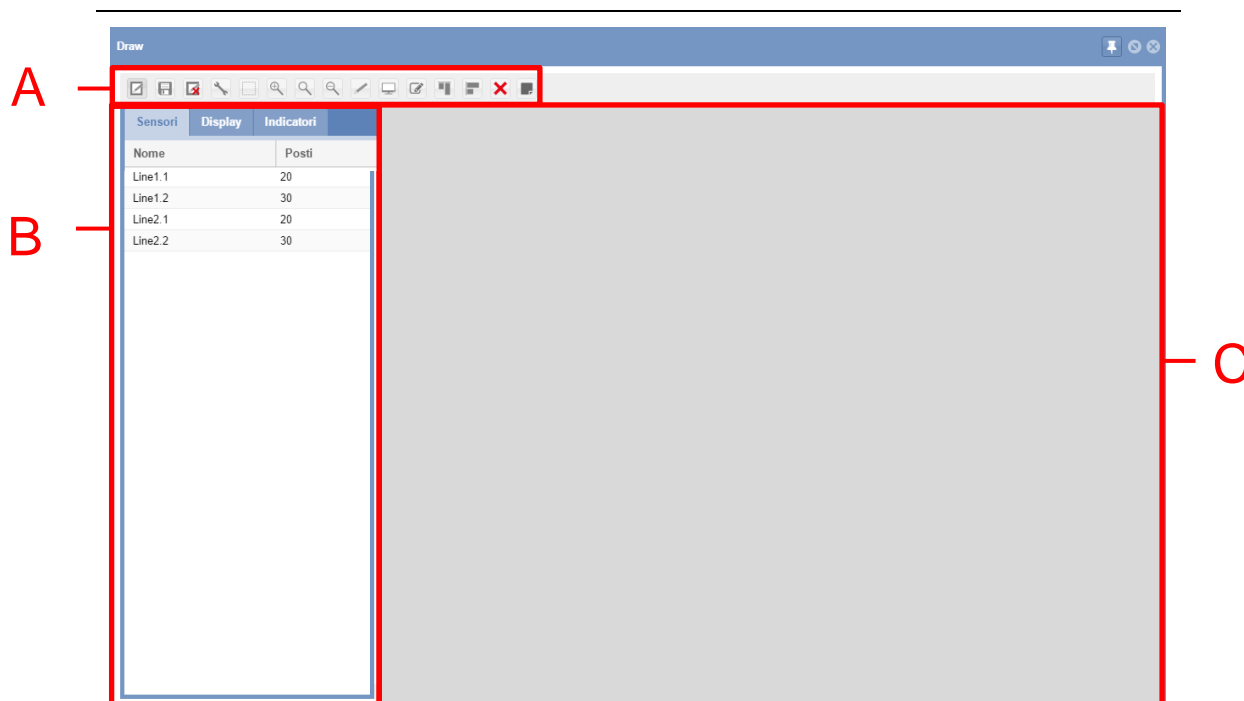 Draw
A
Sensori Display Indicatori
Nome Posti
Line1.1 20
Line1.2 30
B
Line2.1 20
Line2.2 30
C